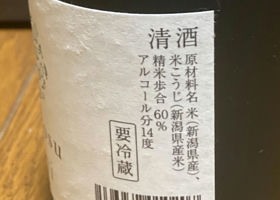 清酒
原材料名 米(新潟県産)、
米こうじ(新潟県産米)
精米歩合 60%
アルコール分14度
要冷蔵